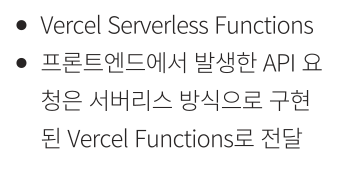 • Vercel Serverless Functions
• 프론트엔드에서 발생한 API 요
청은 서버리스 방식으로 구현
된 Vercel Functions로 전달